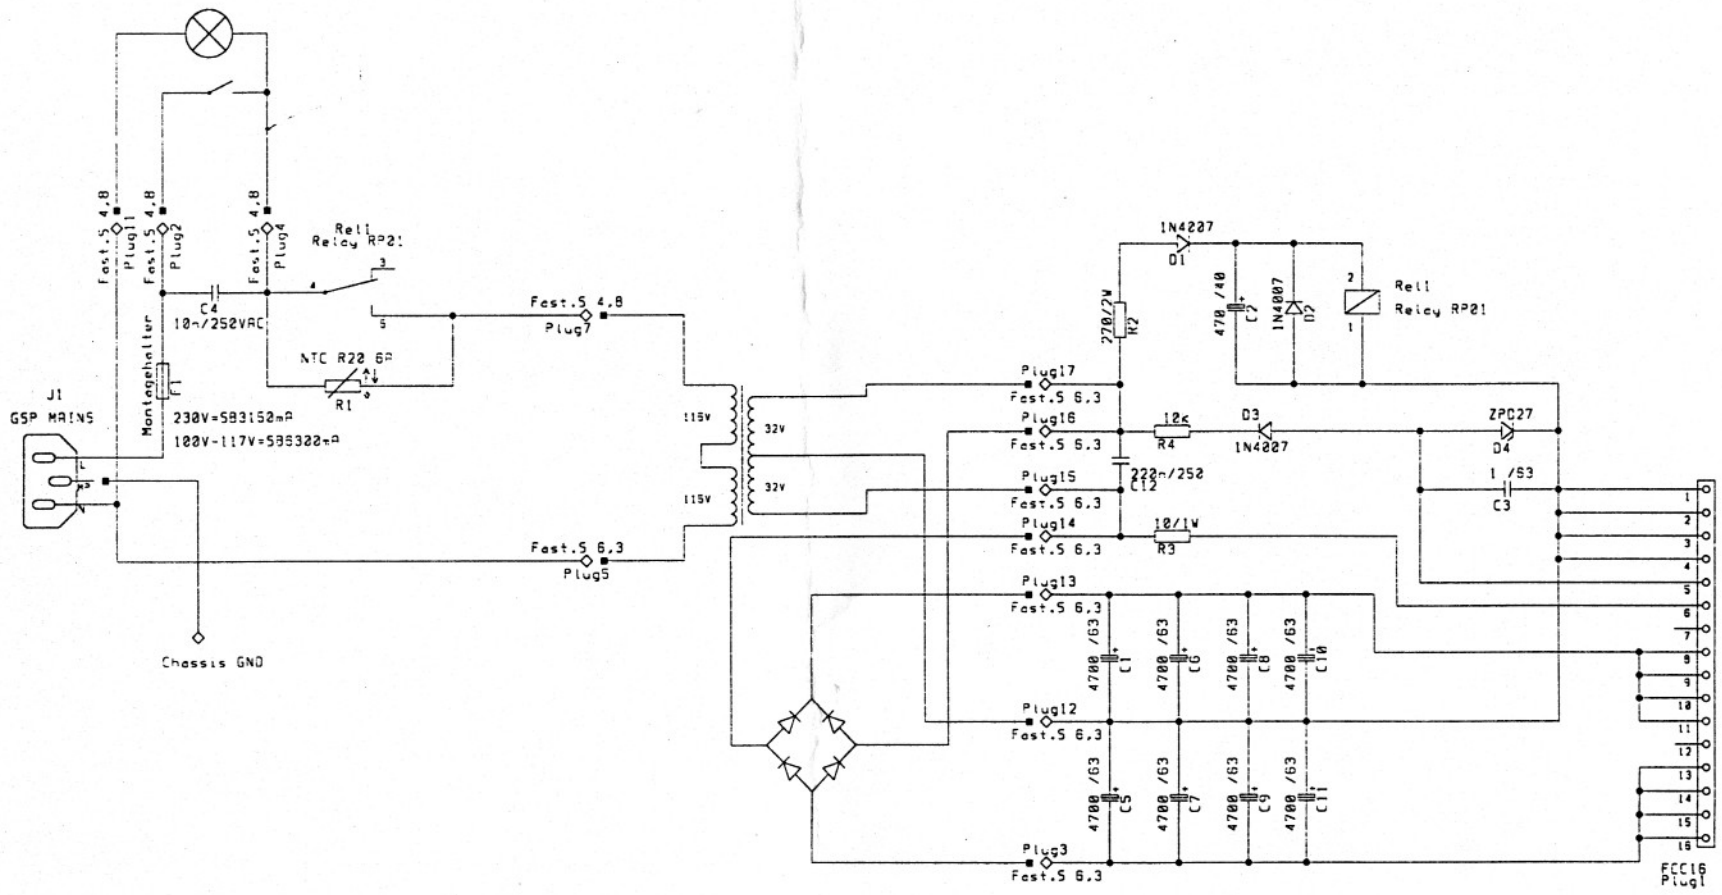 Fast.S 4,8
Plug11
Fast.S 4,8
Plug2
Fast.S 4,8
Plug4
Rel1
Relay RP01
3
4
5
C4
10n/250VAC
Fast.S 4,8
Plug7
Montagehalter
F1
NTC R20 6A
R1
230V=SB3150mA
100V-117V=SB6300mA
J1
GSP MAINS
L
N
Fast.S 6.3
Plug5
Chassis GND
115V
115V
32V
32V
1N4007
D1
270/2W
R2
470 /40
C2
1N4007
D2
2
1
Rel1
Relay RP01
Plug17
Fast.S 6.3
Plug16
Fast.S 6.3
10k
R4
D3
1N4007
ZPD27
D4
1 /63
C3
220n/250
C12
Plug15
Fast.S 6.3
Plug14
Fast.S 6.3
10/1W
R3
Plug13
Fast.S 6.3
4700 /63
C1
4700 /63
C6
4700 /63
C8
4700 /63
C10
Plug12
Fast.S 6.3
4700 /63
C5
4700 /63
C7
4700 /63
C9
4700 /63
C11
Plug3
Fast.S 6.3
1
2
3
4
5
6
7
8
9
10
11
12
13
14
15
16
FCC16
Plug1